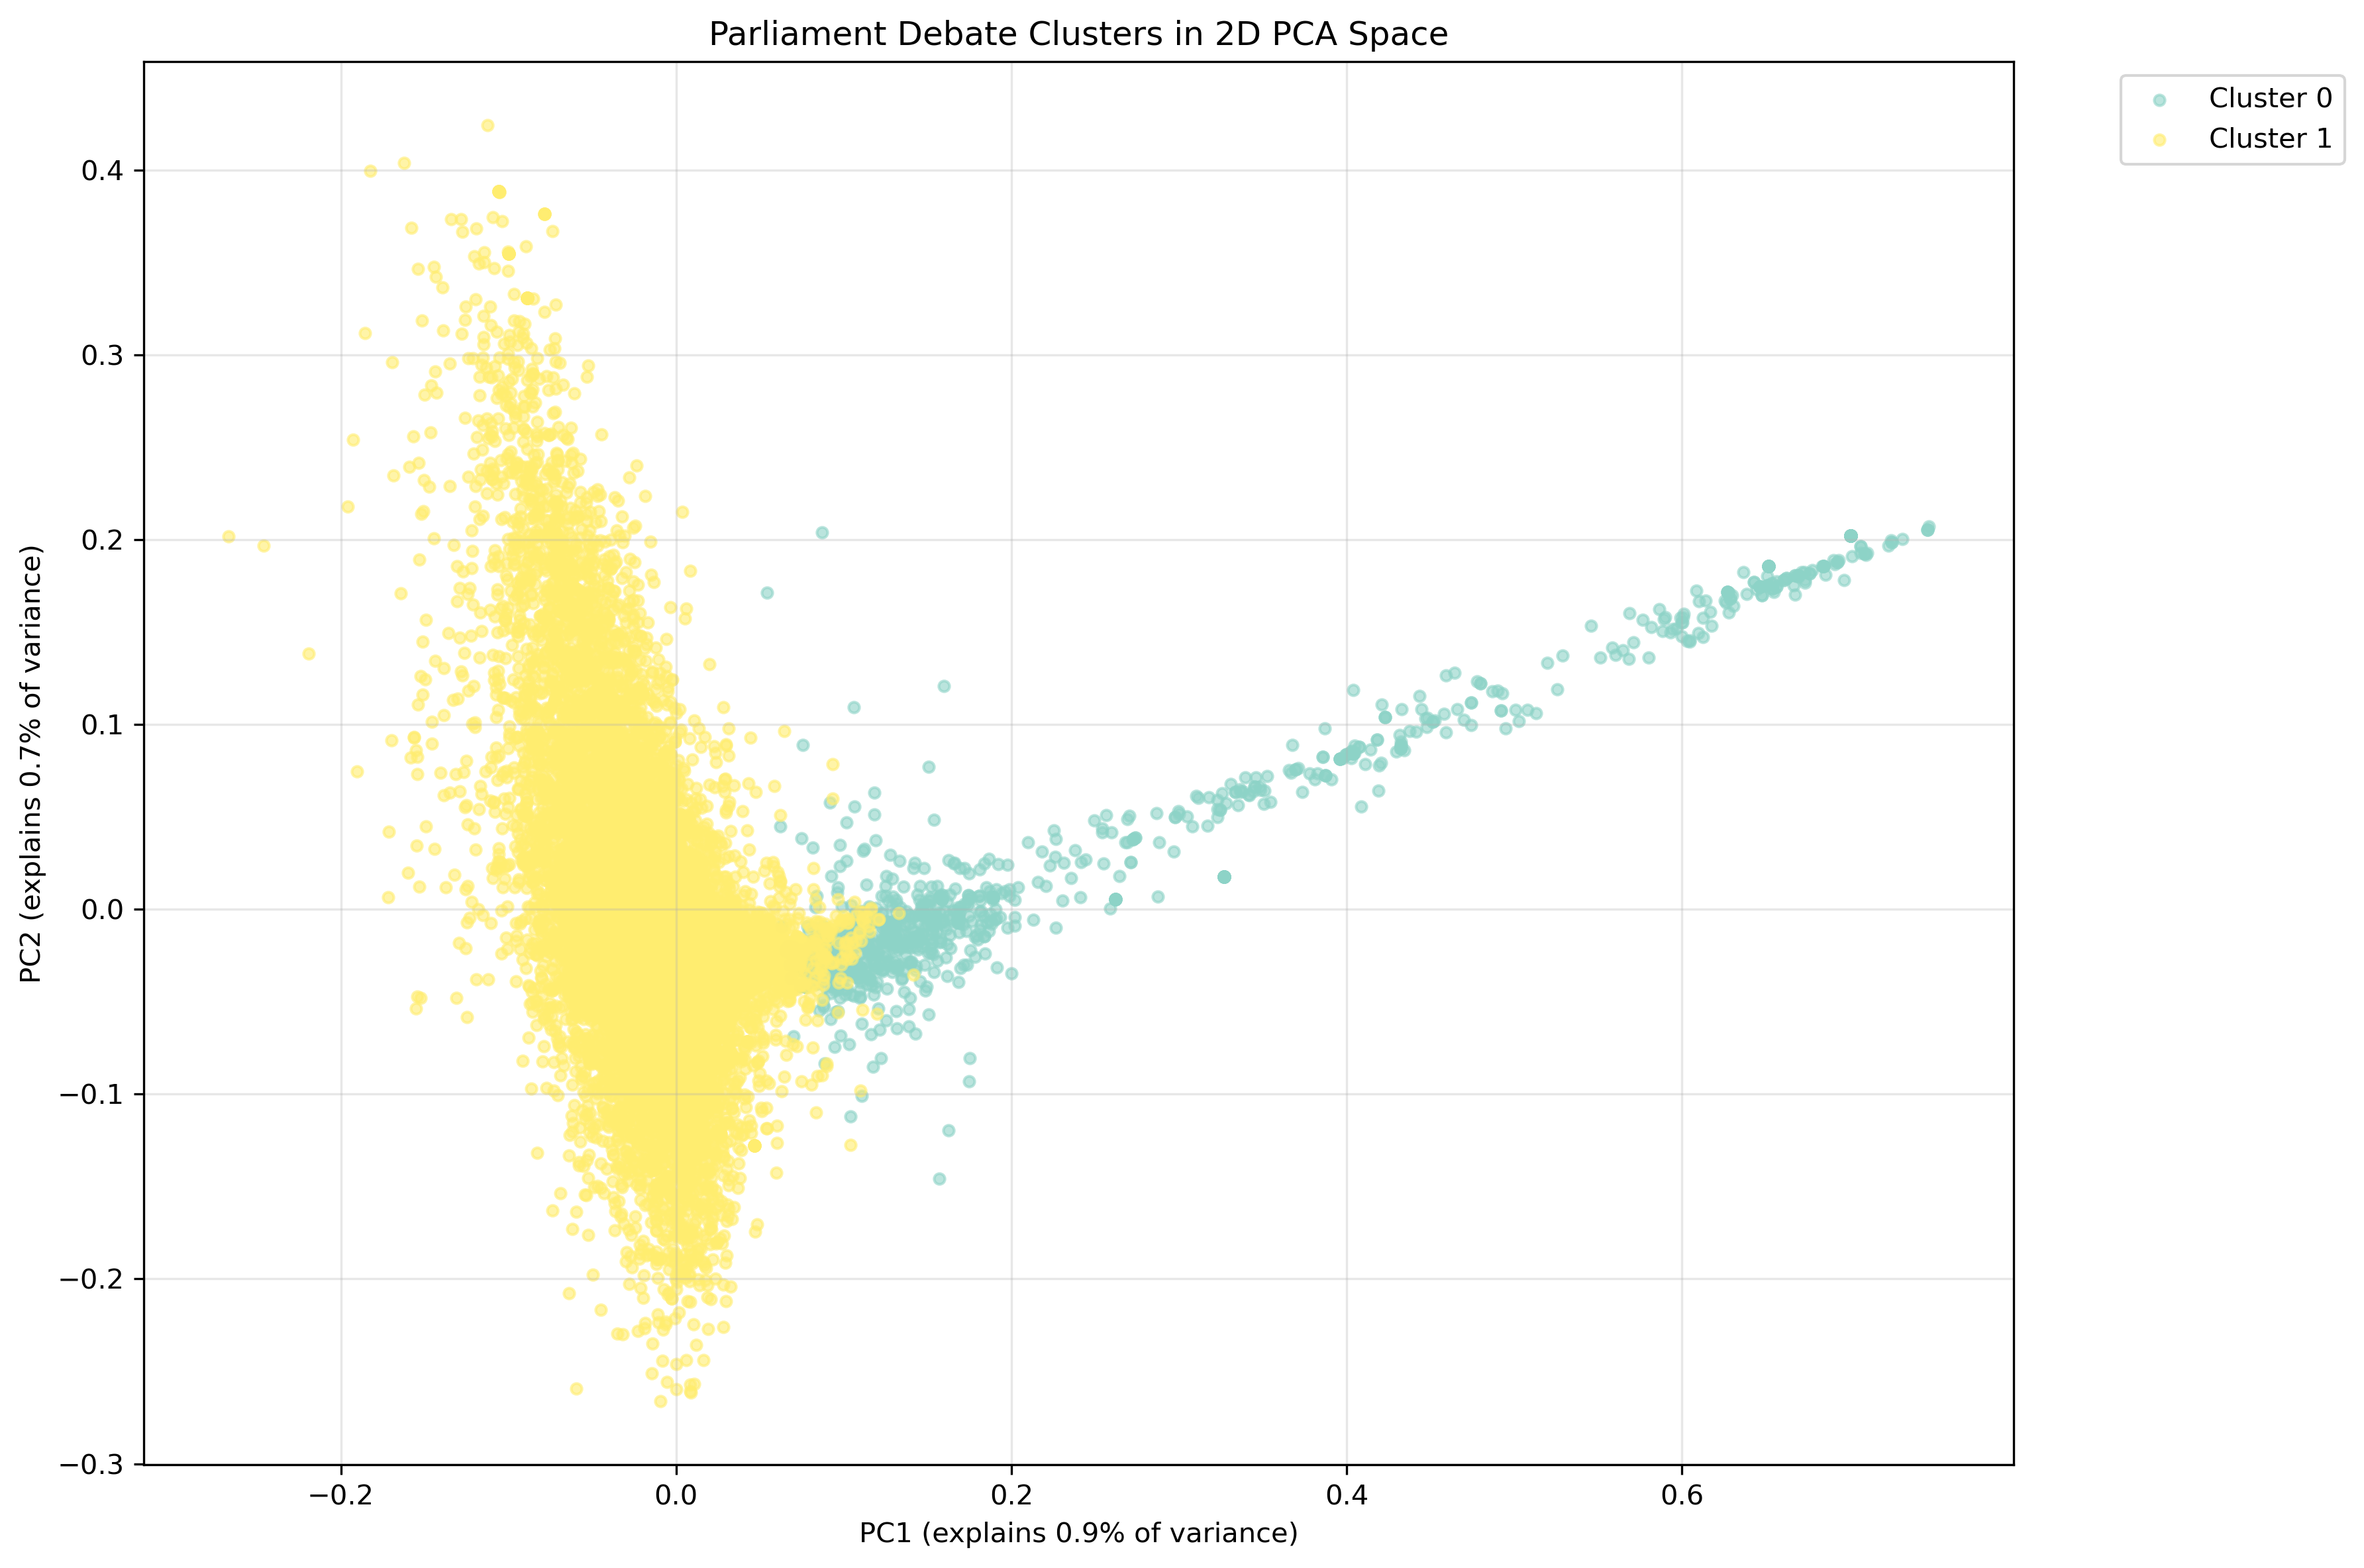 Parliament Debate Clusters in 2D PCA Space
Cluster 0
Cluster 1
0.4
0.3
0.2
0.1
0.0
−0.1
−0.2
−0.3
PC2 (explains 0.7% of variance)
−0.2 0.0 0.2 0.4 0.6
PC1 (explains 0.9% of variance)